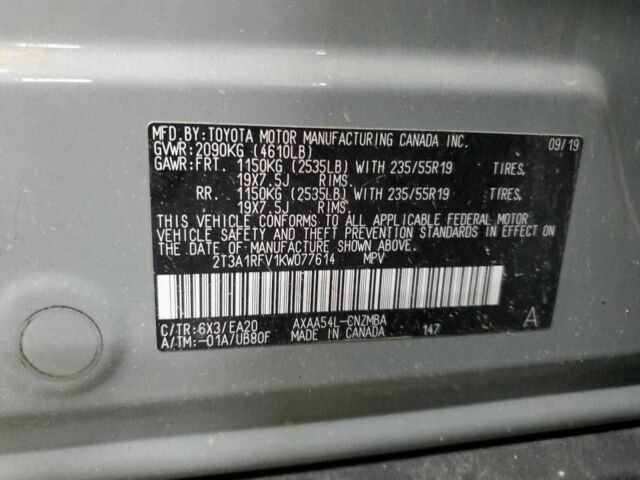 MFD.BY:TOYOTA MOTOR MANUFACTURING CANADA INC. 09/19
GVWR:2090KG (4610LB)
GAWR:FRT. 1150KG (2535LB) WITH 235/55R19 TIRES,
19X7.5J RIMS.
RR. 1150KG (2535LB) WITH 235/55R19 TIRES,
19X7.5J RIMS.
THIS VEHICLE CONFORMS TO ALL APPLICABLE FEDERAL MOTOR
VEHICLE SAFETY AND THEFT PREVENTION STANDARDS IN EFFECT ON
THE DATE OF MANUFACTURE SHOWN ABOVE.
2T3A1RFV1KW077614 MPV
C/TR:6X3/EA20 AXAA54L-CNZMBA A
A/TM:-01A/UB80F MADE IN CANADA 147